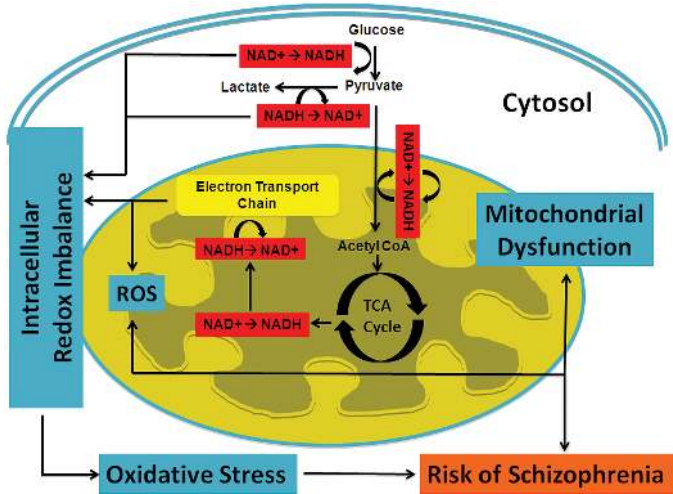 Glucose
NAD+ → NADH
Lactate
Pyruvate
NADH → NAD+
Cytosol
NAD+ → NADH
Intracellular
Redox Imbalance
Electron Transport
Chain
NADH → NAD+
Acetyl CoA
Mitochondrial
Dysfunction
ROS
NAD+ → NADH
TCA
Cycle
Oxidative Stress
Risk of Schizophrenia